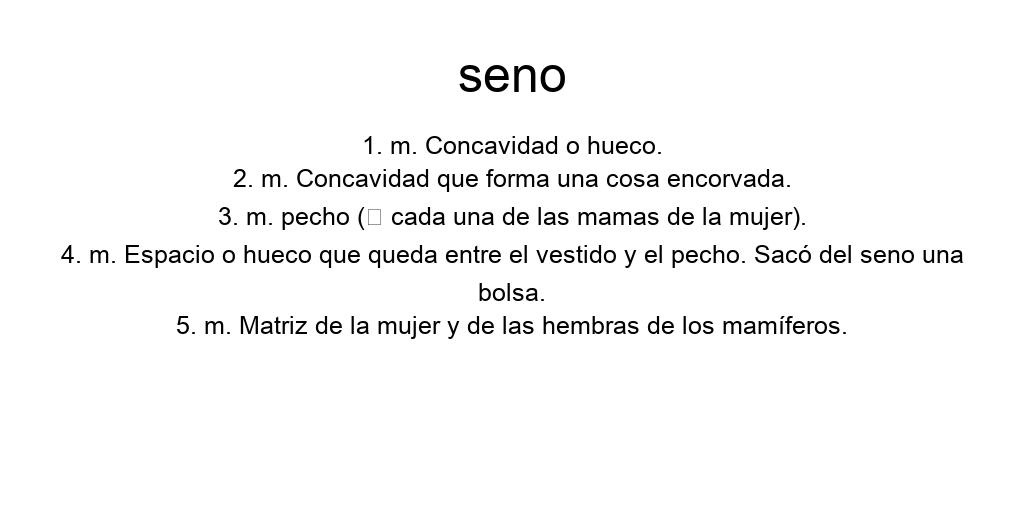 seno
1. m. Concavidad o hueco.
2. m. Concavidad que forma una cosa encorvada.
3. m. pecho (▯ cada una de las mamas de la mujer).
4. m. Espacio o hueco que queda entre el vestido y el pecho. Sacó del seno una
bolsa.
5. m. Matriz de la mujer y de las hembras de los mamíferos.